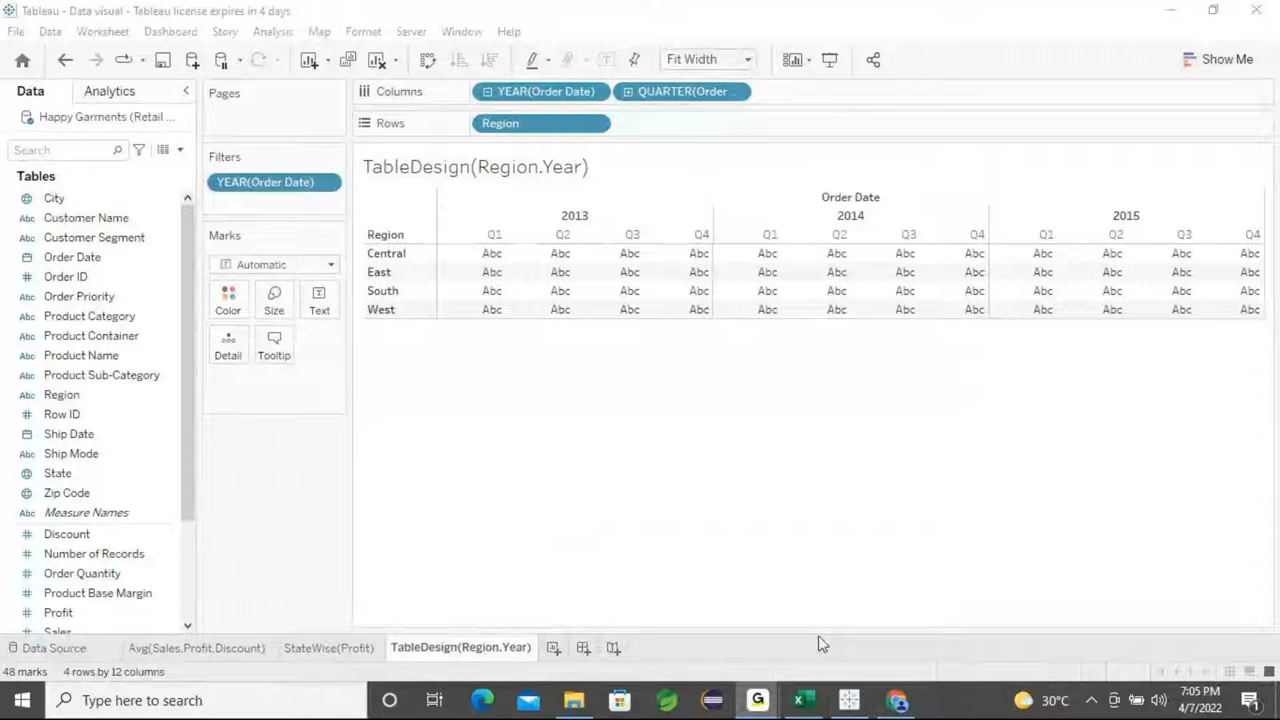 Tableau - Data visual - Tableau license expires in 4 days
File Data Worksheet Dashboard Story Analysis Map Format Server Window Help
Fit Width
Show Me
Data Analytics
Happy Garments (Retail ...
Search
Tables
City
Customer Name
Customer Segment
Order Date
Order ID
Order Priority
Product Category
Product Container
Product Name
Product Sub-Category
Region
Row ID
Ship Date
Ship Mode
State
Zip Code
Measure Names
Discount
Number of Records
Order Quantity
Product Base Margin
Profit
Sales
Pages
Filters
YEAR(Order Date)
Marks
Automatic
Color Size Text
Detail Tooltip
Columns YEAR(Order Date) QUARTER(Order ..
Rows Region
TableDesign(Region.Year)
Order Date
2013 2014 2015
Region Q1 Q2 Q3 Q4 Q1 Q2 Q3 Q4 Q1 Q2 Q3 Q4
Central Abc Abc Abc Abc Abc Abc Abc Abc Abc Abc Abc Abc
East Abc Abc Abc Abc Abc Abc Abc Abc Abc Abc Abc Abc
South Abc Abc Abc Abc Abc Abc Abc Abc Abc Abc Abc Abc
West Abc Abc Abc Abc Abc Abc Abc Abc Abc Abc Abc Abc
Data Source Avg(Sales.Profit.Discount) StateWise(Profit) TableDesign(Region.Year)
48 marks 4 rows by 12 columns
Type here to search
30°C
7:05 PM
4/7/2022